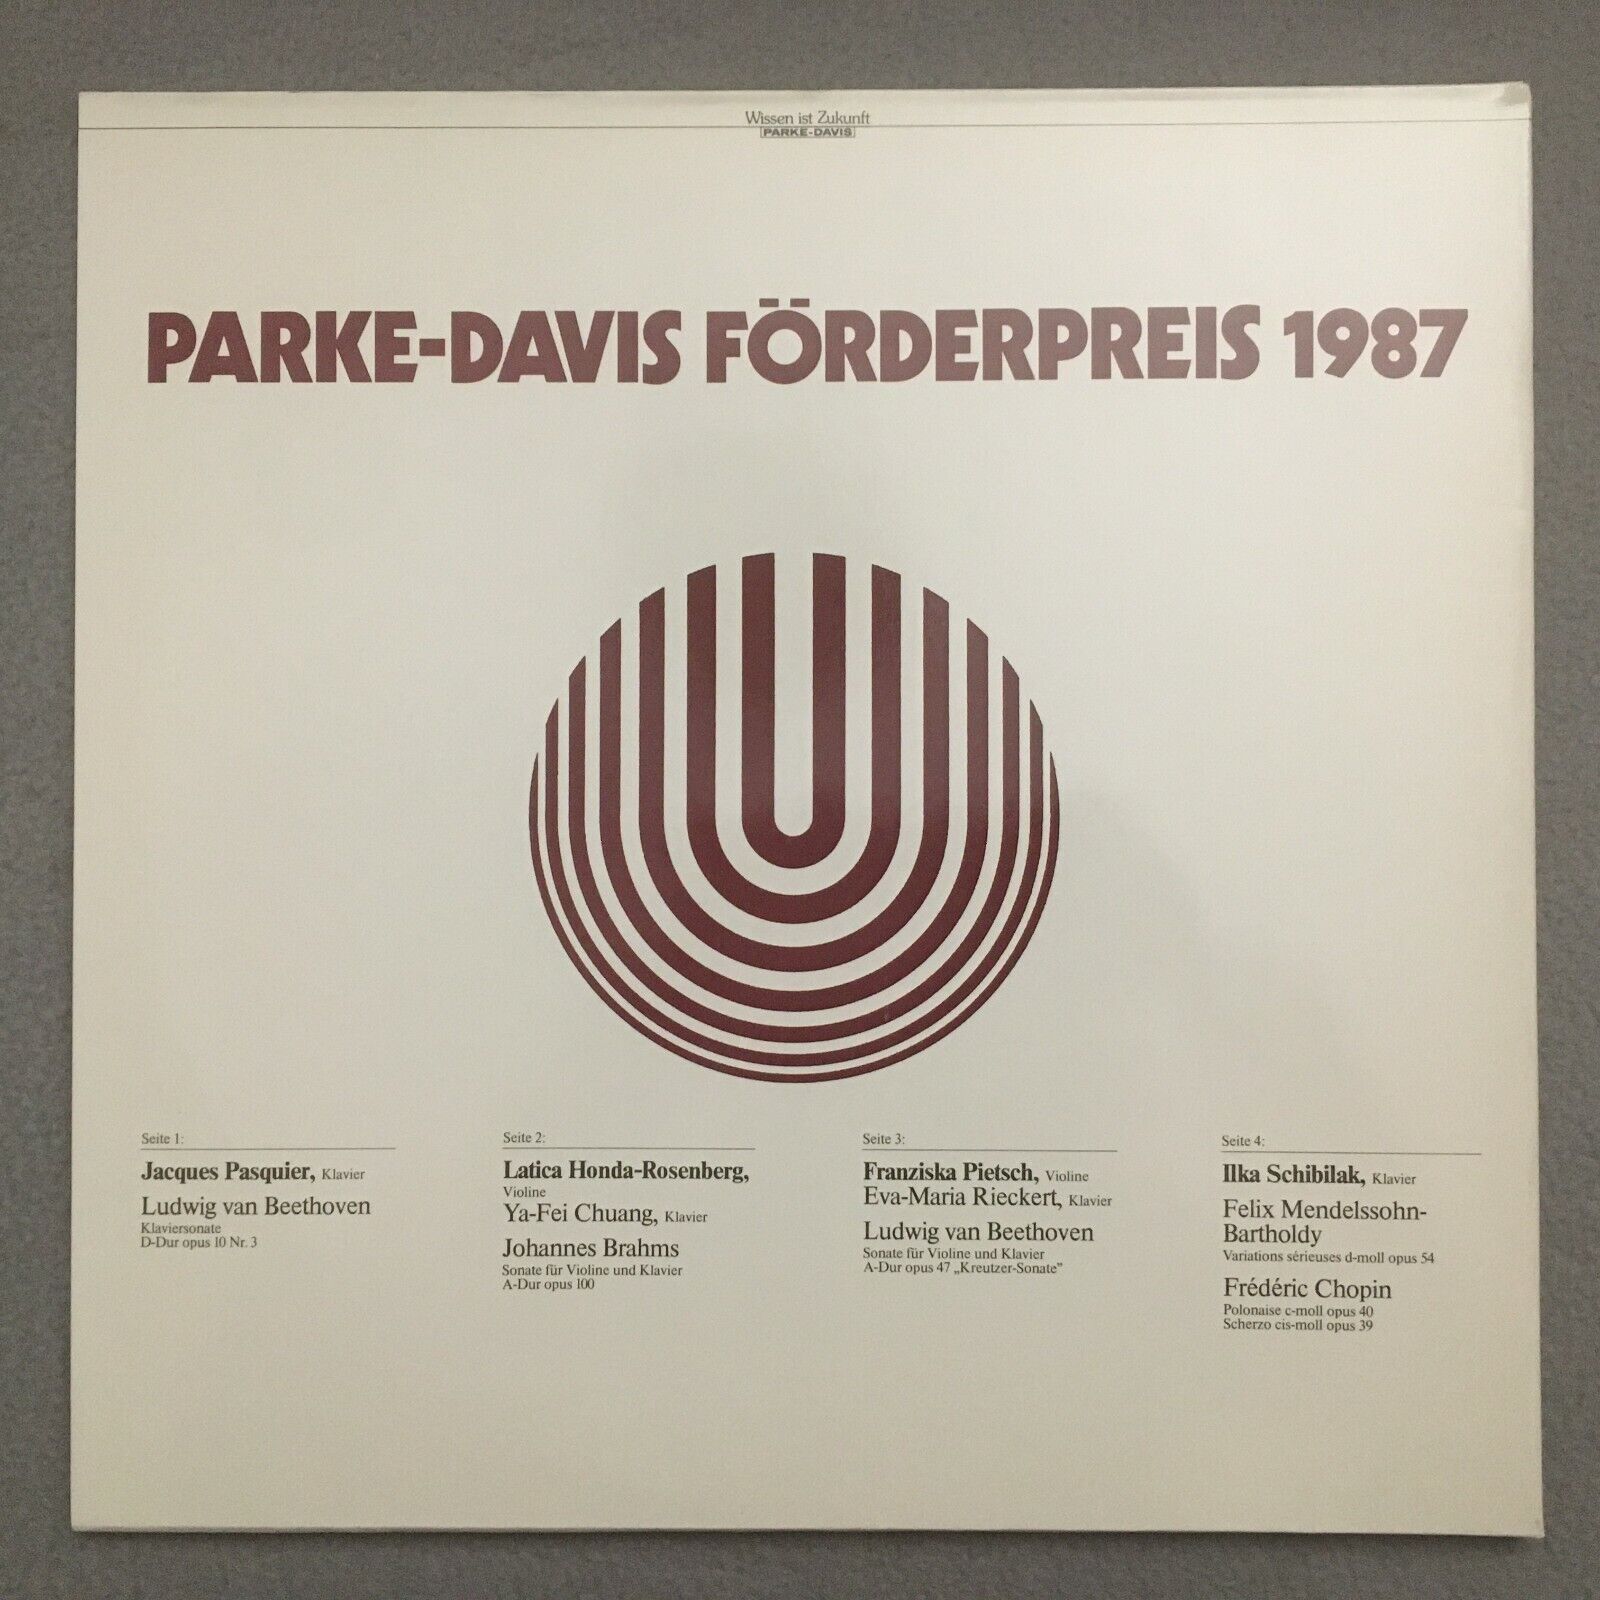 Wissen ist Zukunft
PARKE-DAVIS
PARKE-DAVIS FÖRDERPREIS 1987
Seite 1:
Jacques Pasquier, Klavier
Ludwig van Beethoven
Klaviersonate
D-Dur opus 10 Nr. 3
Seite 2:
Latica Honda-Rosenberg,
Violine
Ya-Fei Chuang, Klavier
Johannes Brahms
Sonate für Violine und Klavier
A-Dur opus 100
Seite 3:
Franziska Pietsch, Violine
Eva-Maria Rieckert, Klavier
Ludwig van Beethoven
Sonate für Violine und Klavier
A-Dur opus 47 „Kreutzer-Sonate”
Seite 4:
Ilka Schibilak, Klavier
Felix Mendelssohn-
Bartholdy
Variations sérieuses d-moll opus 54
Frédéric Chopin
Polonaise c-moll opus 40
Scherzo cis-moll opus 39